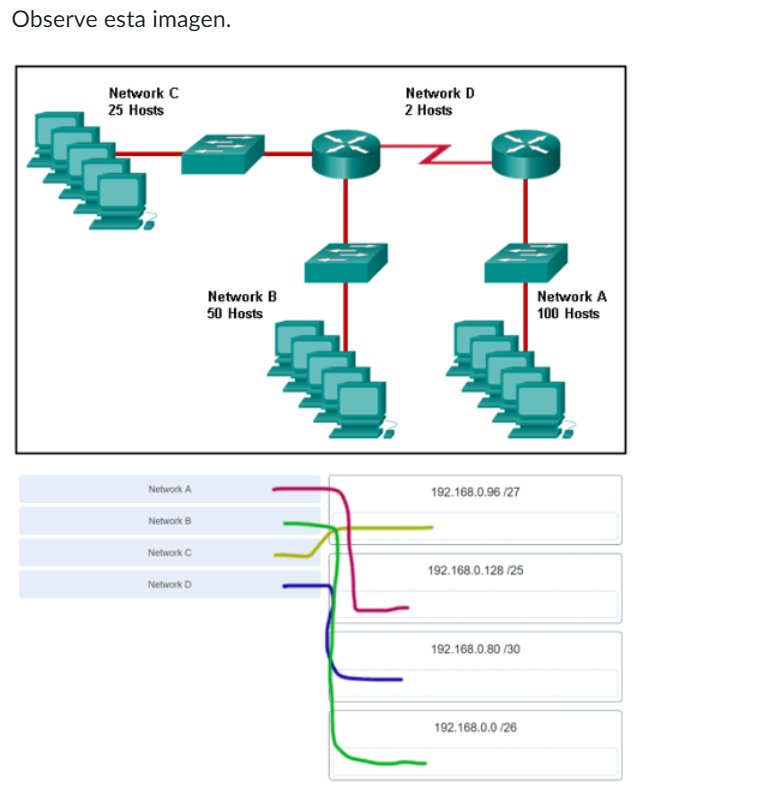 Observe esta imagen.
Network C
25 Hosts
Network D
2 Hosts
Network B
50 Hosts
Network A
100 Hosts
Network A
Network B
Network C
Network D
192.168.0.96 /27
192.168.0.128 /25
192.168.0.80 /30
192.168.0.0 /26